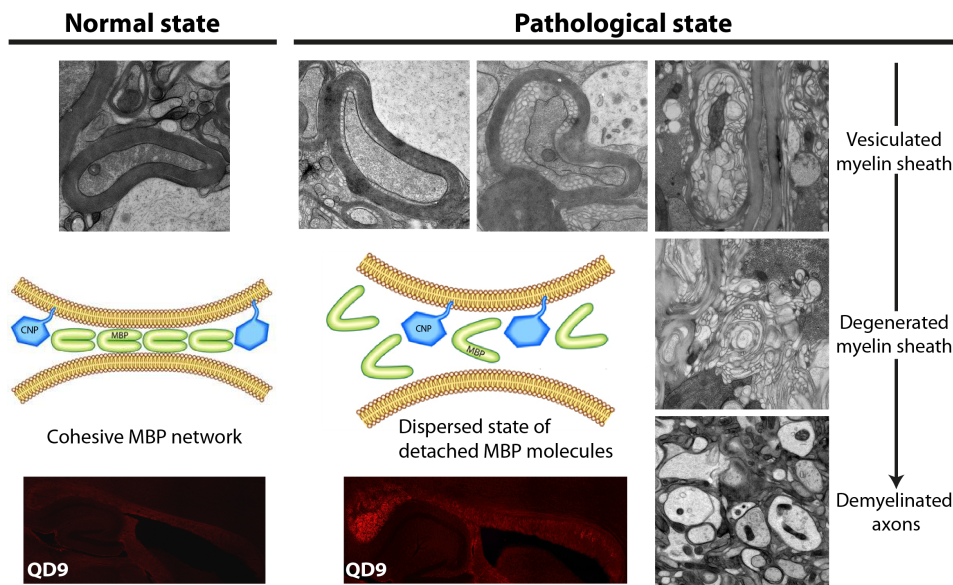 Normal state
Pathological state
Vesiculated
myelin sheath
CNP
MBP
CNP
MBP
Degenerated
myelin sheath
Cohesive MBP network
Dispersed state of
detached MBP molecules
QD9
QD9
Demyelinated
axons